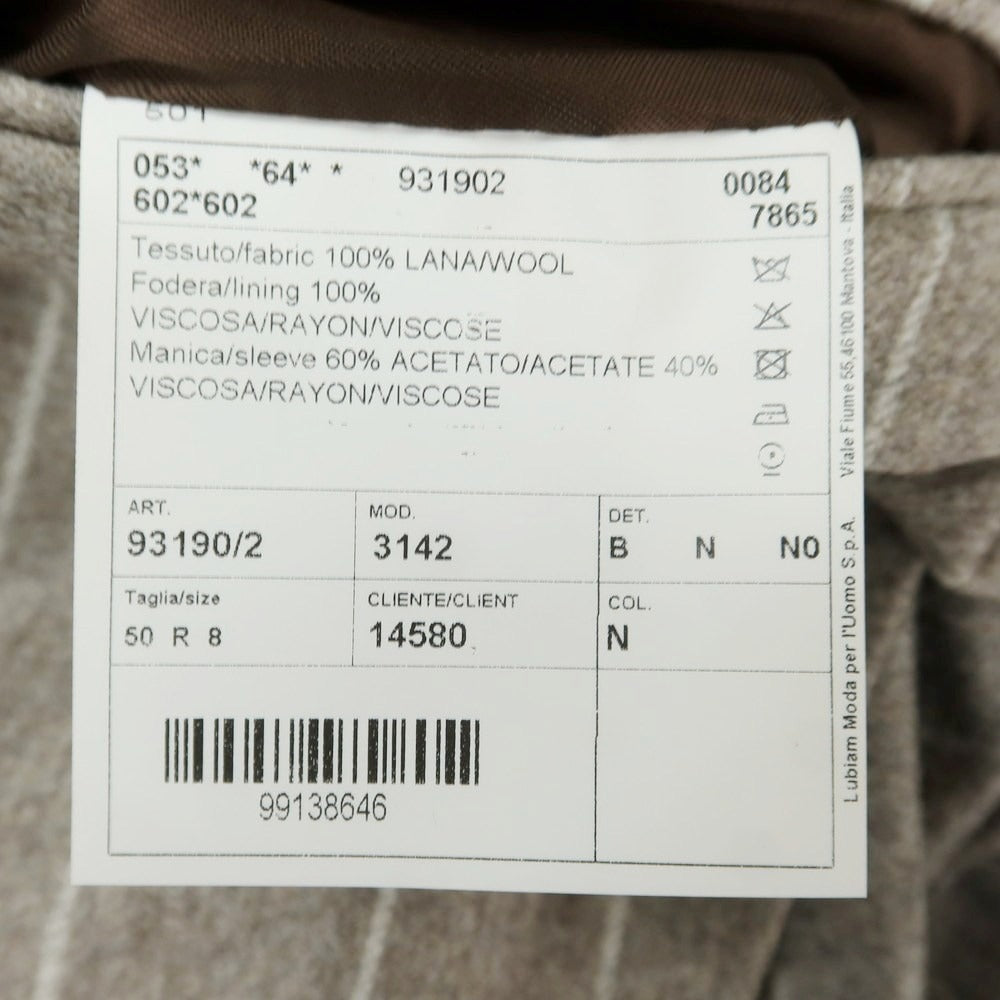 053* *64* * 931902 0084
602*602 7865
Tessuto/fabric 100% LANA/WOOL
Fodera/lining 100%
VISCOSA/RAYON/VISCOSE
Manica/sleeve 60% ACETATO/ACETATE 40%
VISCOSA/RAYON/VISCOSE
ART. MOD. DET.
93190/2 3142 B N N0
Taglia/size CLIENTE/CLIENT COL.
50 R 8 14580 N
99138646
Lubiam Moda per l'Uomo S.p.A. Viale Fiume 55,46100 Mantova - Italia